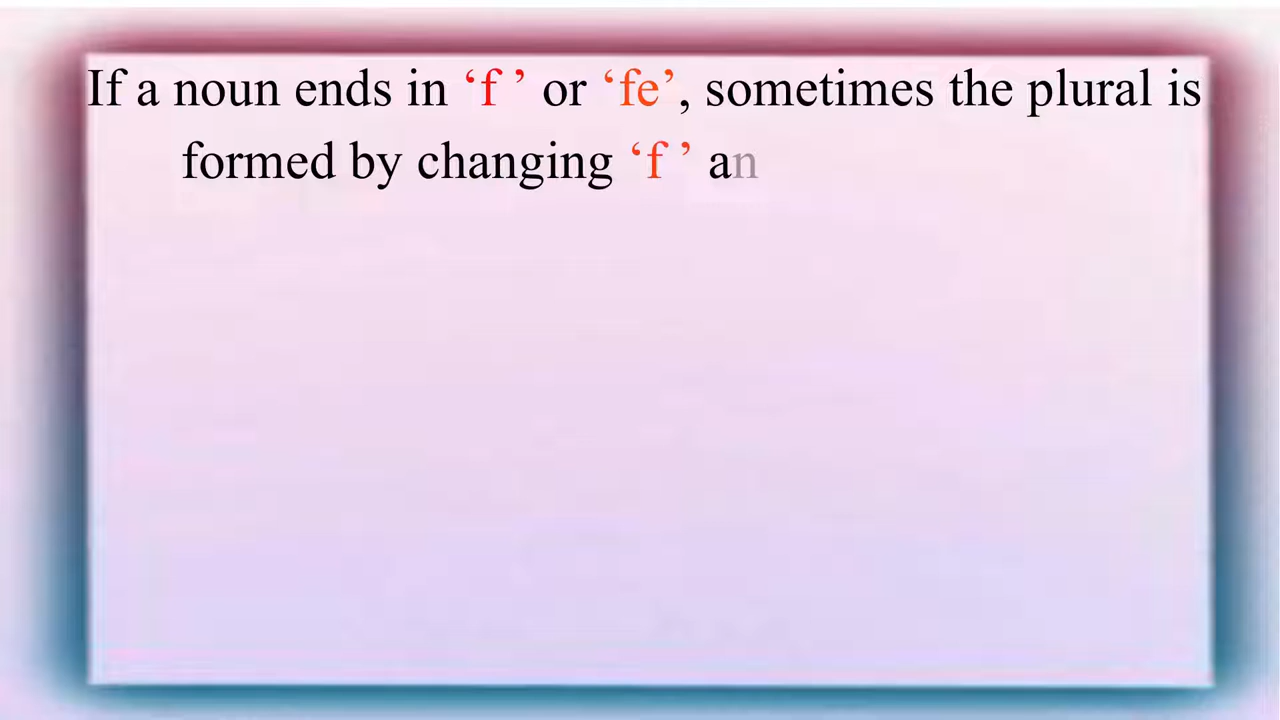 If a noun ends in ‘f ’ or ‘fe’, sometimes the plural is
formed by changing ‘f ’ an